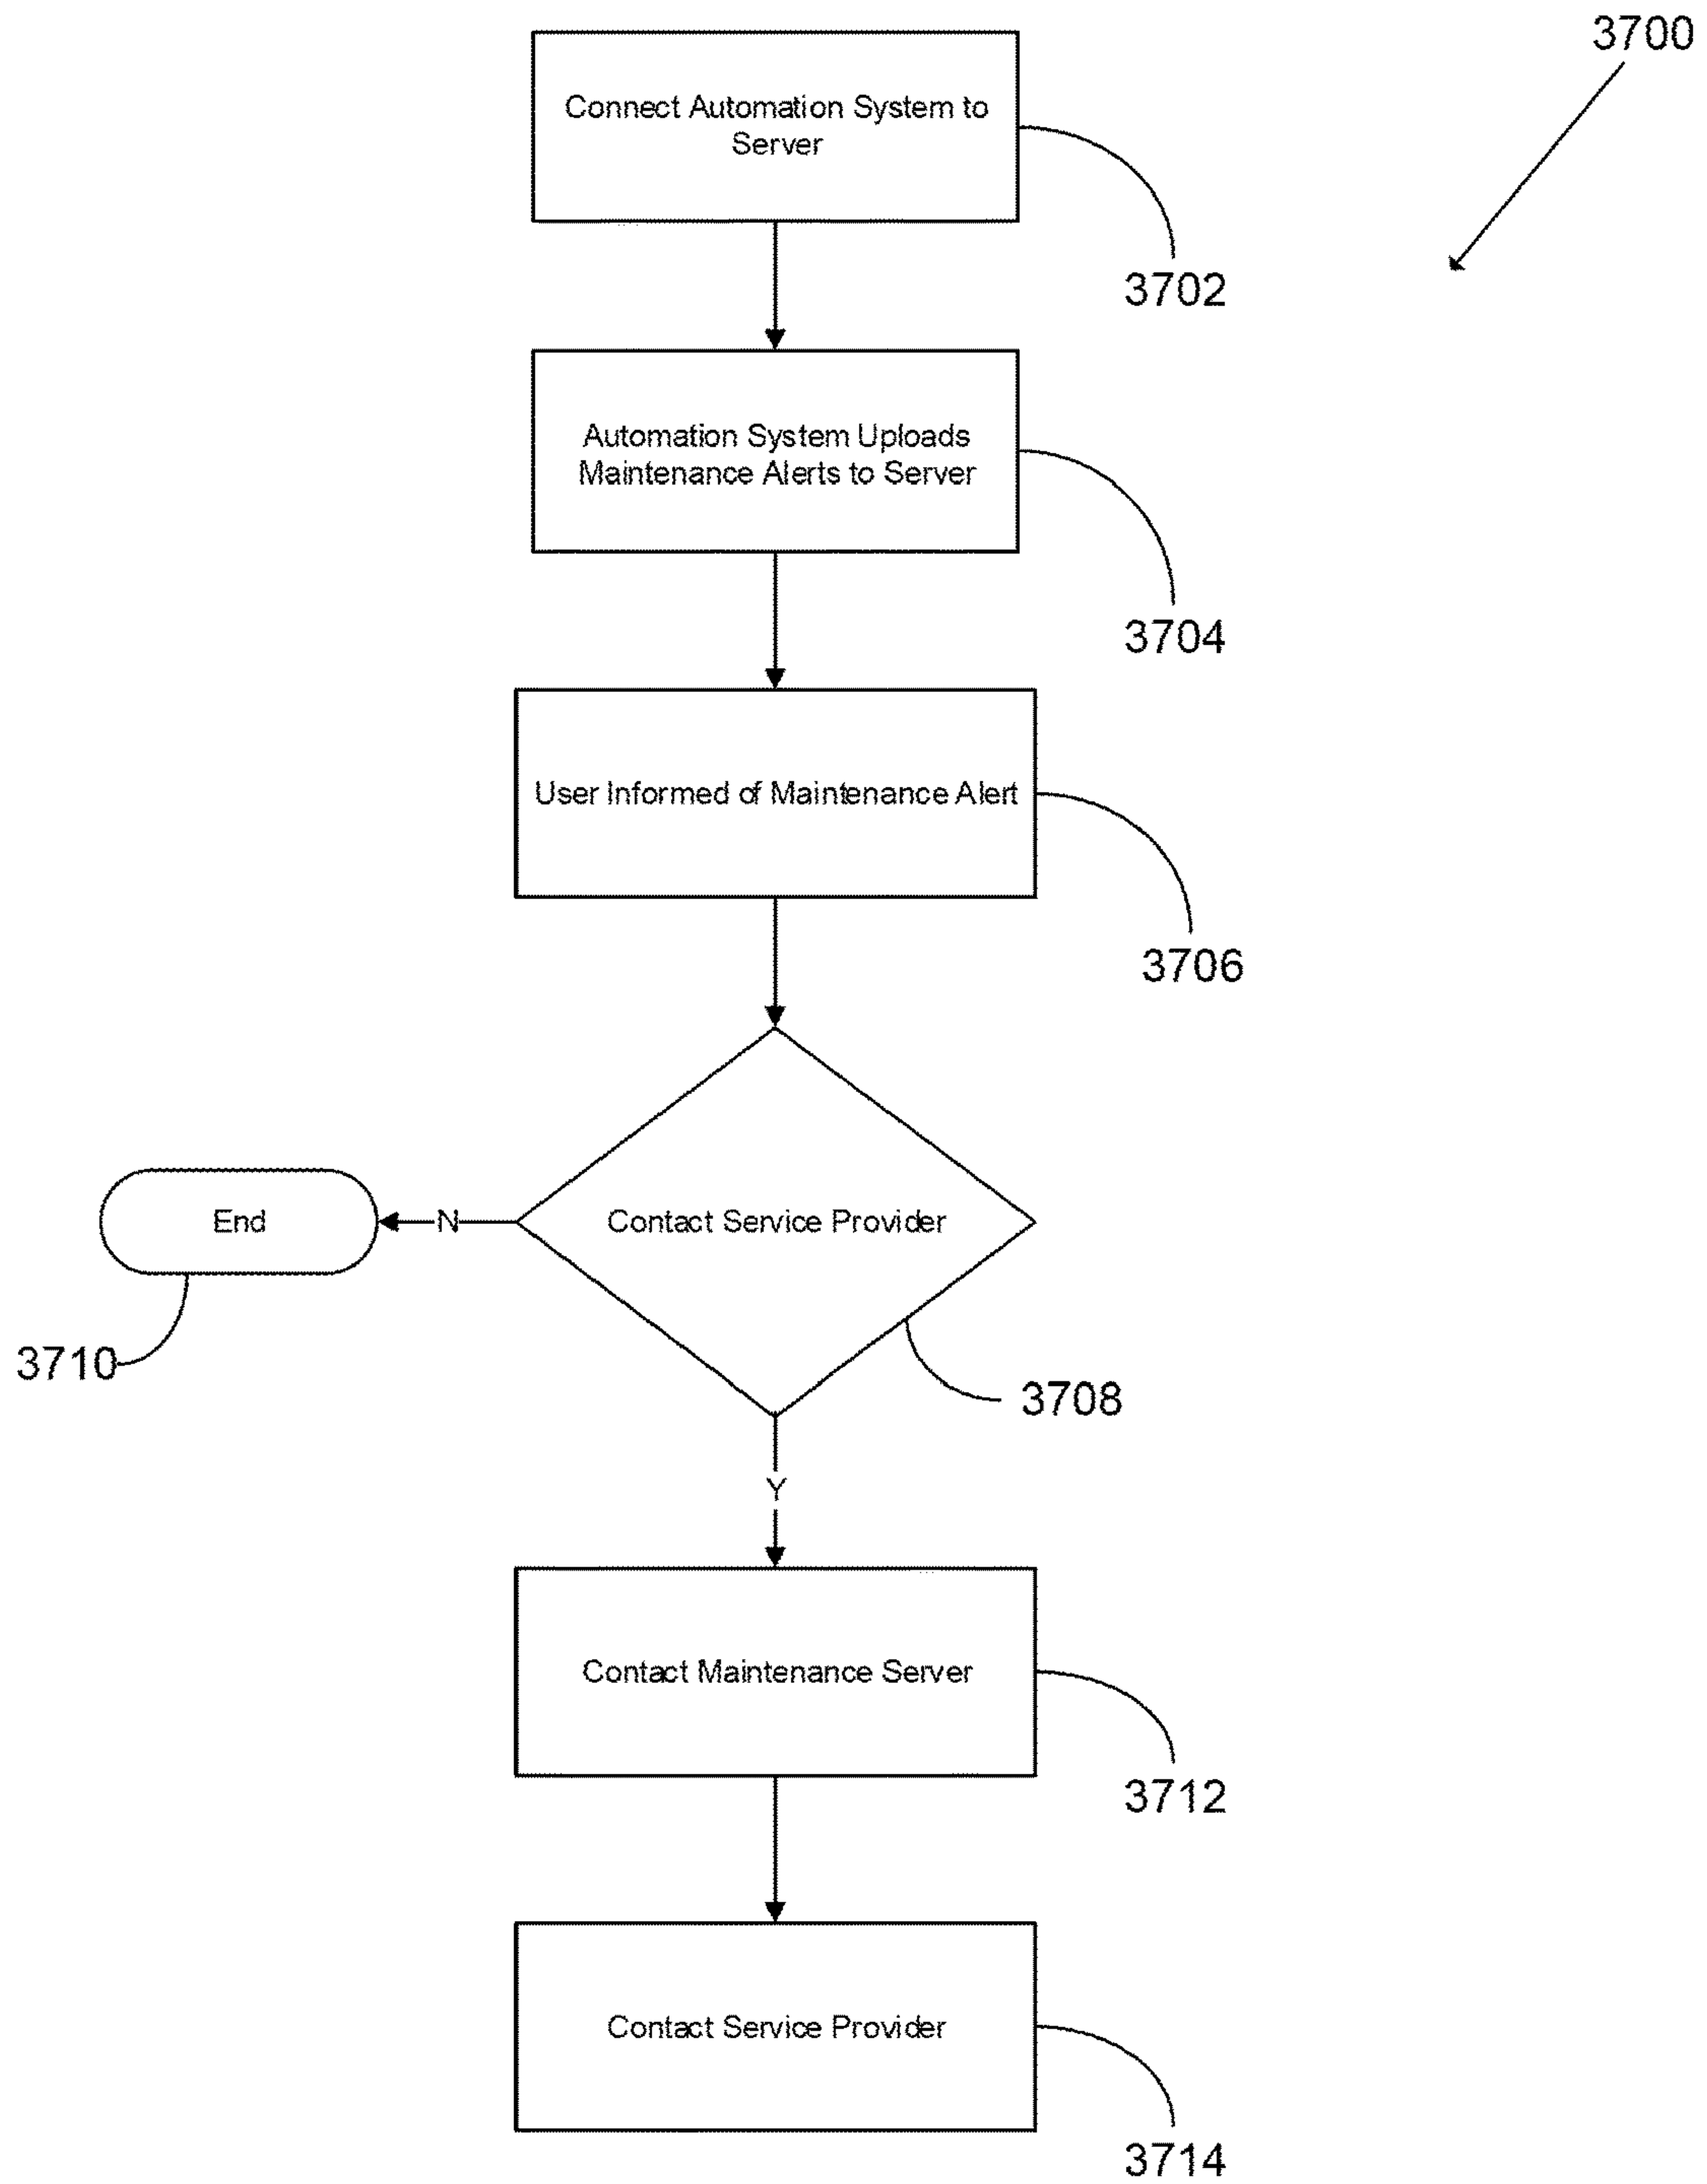 3700
Connect Automation System to
Server
3702
Automation System Uploads
Maintenance Alerts to Server
3704
User Informed of Maintenance Alert
3706
Contact Service Provider
N
End
3710
3708
Y
Contact Maintenance Server
3712
Contact Service Provider
3714